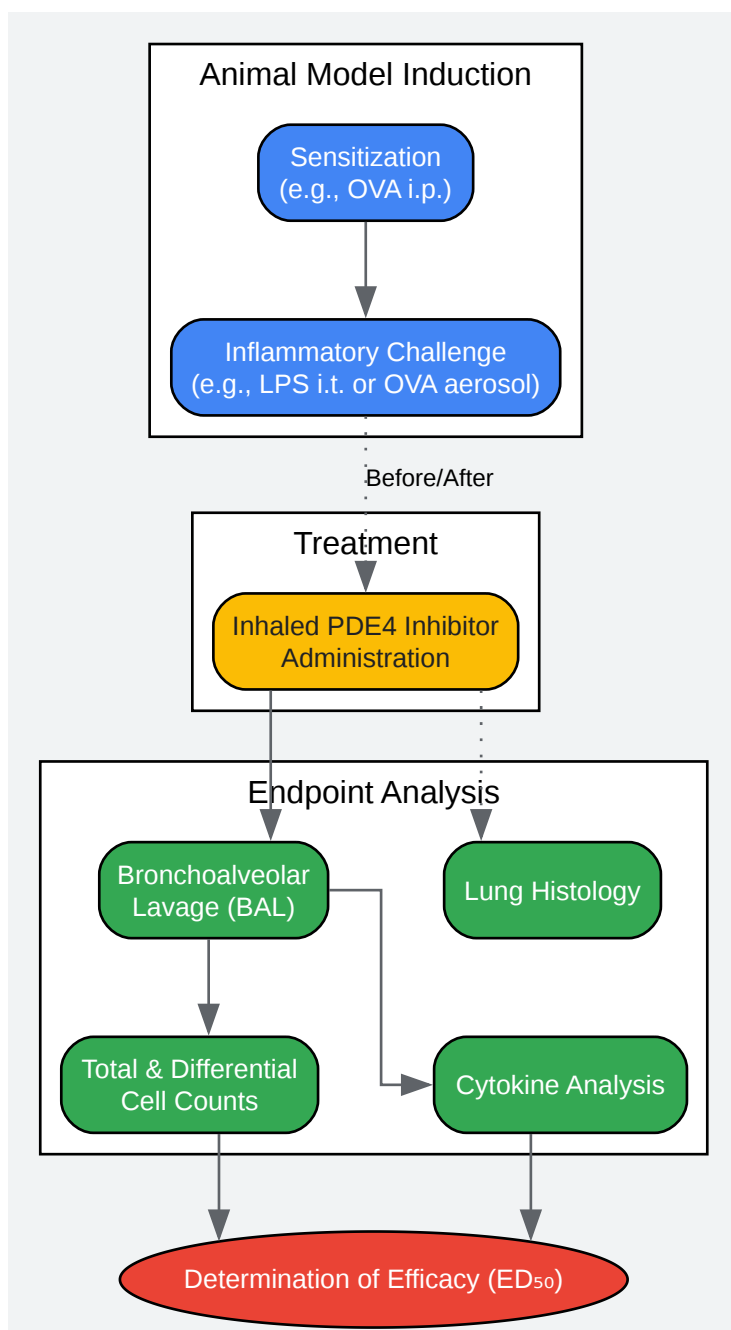 Animal Model Induction
Sensitization
(e.g., OVA i.p.)
Inflammatory Challenge
(e.g., LPS i.t. or OVA aerosol)
Before/After
Treatment
Inhaled PDE4 Inhibitor
Administration
Endpoint Analysis
Bronchoalveolar
Lavage (BAL)
Lung Histology
Total & Differential
Cell Counts
Cytokine Analysis
Determination of Efficacy (ED₅₀)